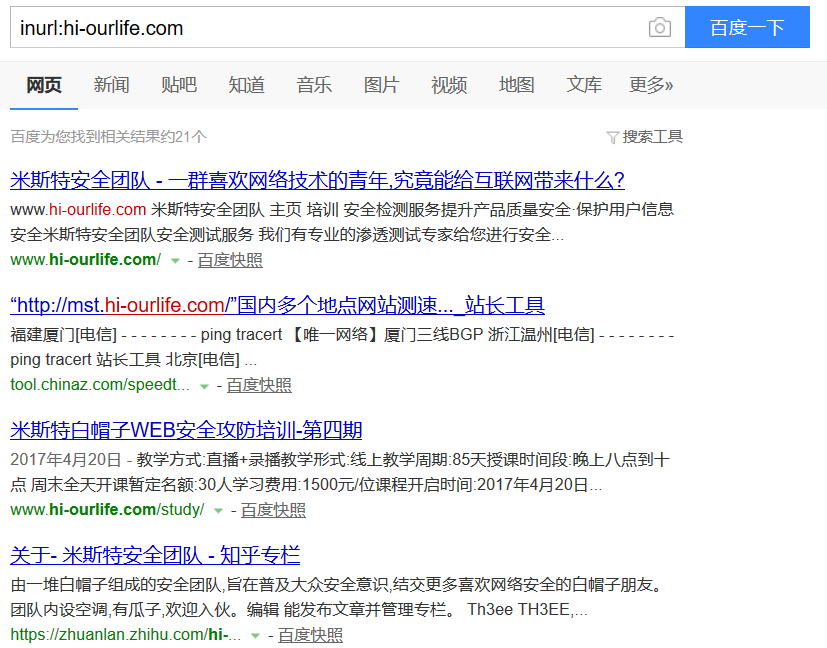 inurl:hi-ourlife.com 百度一下
网页 新闻 贴吧 知道 音乐 图片 视频 地图 文库 更多»
百度为您找到相关结果约21个 搜索工具
米斯特安全团队 - 一群喜欢网络技术的青年,究竟能给互联网带来什么?
www.hi-ourlife.com 米斯特安全团队 主页 培训 安全检测服务提升产品质量安全·保护用户信息
安全米斯特安全团队安全测试服务 我们有专业的渗透测试专家给您进行安全...
www.hi-ourlife.com/ - 百度快照
“http://mst.hi-ourlife.com/”国内多个地点网站测速..._站长工具
福建厦门[电信] - - - - - - - - ping tracert 【唯一网络】厦门三线BGP 浙江温州[电信] - - - - - - - -
ping tracert 站长工具 北京[电信] ...
tool.chinaz.com/speedt... - 百度快照
米斯特白帽子WEB安全攻防培训-第四期
2017年4月20日 - 教学方式:直播+录播教学形式:线上教学周期:85天授课时间段:晚上八点到十
点 周末全天开课暂定名额:30人学习费用:1500元/位课程开启时间:2017年4月20日...
www.hi-ourlife.com/study/ - 百度快照
关于- 米斯特安全团队 - 知乎专栏
由一堆白帽子组成的安全团队,旨在普及大众安全意识,结交更多喜欢网络安全的白帽子朋友。
团队内设空调,有瓜子,欢迎入伙。编辑 能发布文章并管理专栏。 Th3ee TH3EE,...
https://zhuanlan.zhihu.com/hi-... - 百度快照